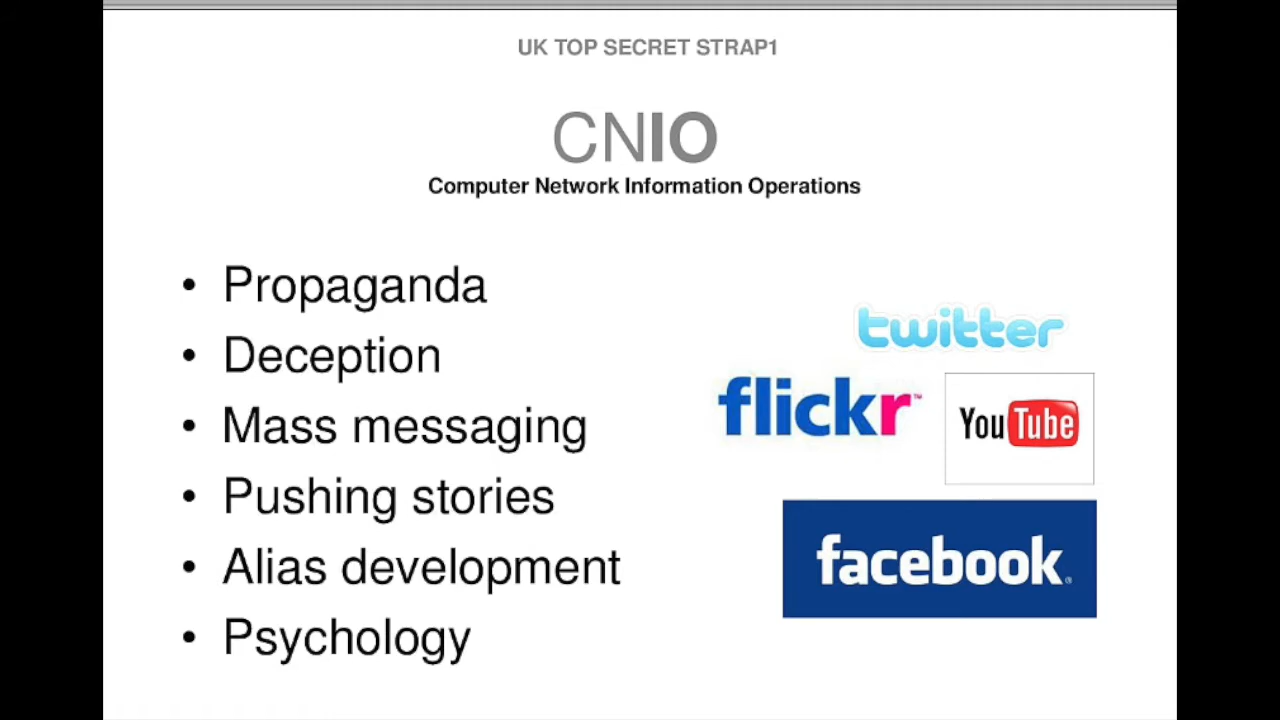 UK TOP SECRET STRAP1
CNIO
Computer Network Information Operations
• Propaganda
• Deception
• Mass messaging
• Pushing stories
• Alias development
• Psychology
twitter
flickr™
YouTube
facebook®